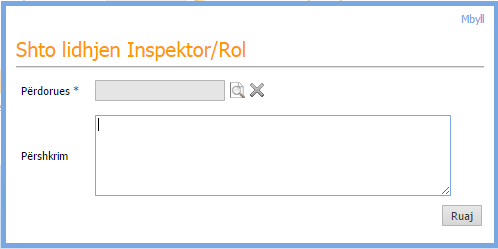 Mbyll
Shto lidhjen Inspektor/Rol
Përdorues *
Përshkrim
Ruaj